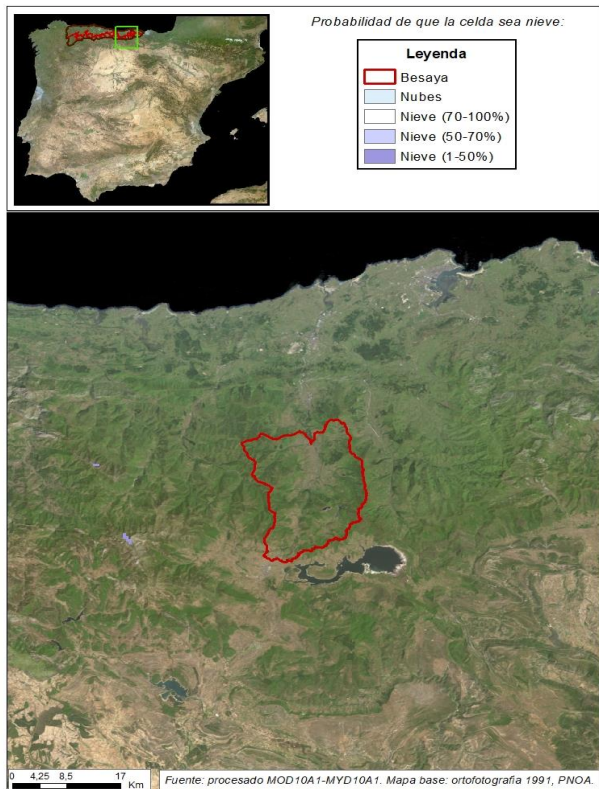 Probabilidad de que la celda sea nieve:
Leyenda
Besaya
Nubes
Nieve (70-100%)
Nieve (50-70%)
Nieve (1-50%)
0 4,25 8,5 17
Km
Fuente: procesado MOD10A1-MYD10A1. Mapa base: ortofotografia 1991, PNOA.